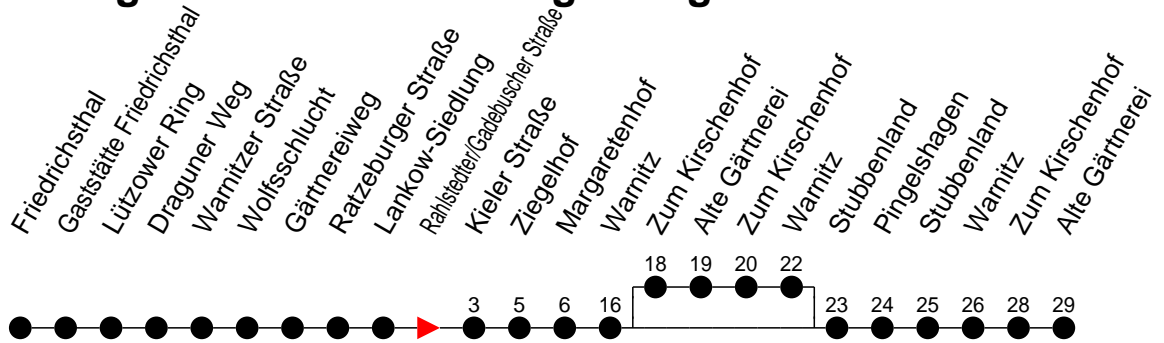 Friedrichsthal
Gaststätte Friedrichsthal
Lützower Ring
Draguner Weg
Warnitzer Straße
Wolfsschlucht
Gärtnereiweg
Ratzeburger Straße
Lankow-Siedlung
Rahlstedter/Gadebuscher Straße
Kieler Straße
Ziegelhof
Margaretenhof
Warnitz
Zum Kirschenhof
Alte Gärtnerei
Zum Kirschenhof
Warnitz
Stubbenland
Pingelshagen
Stubbenland
Warnitz
Zum Kirschenhof
Alte Gärtnerei
18 19 20 22
3 5 6 16 23 24 25 26 28 29